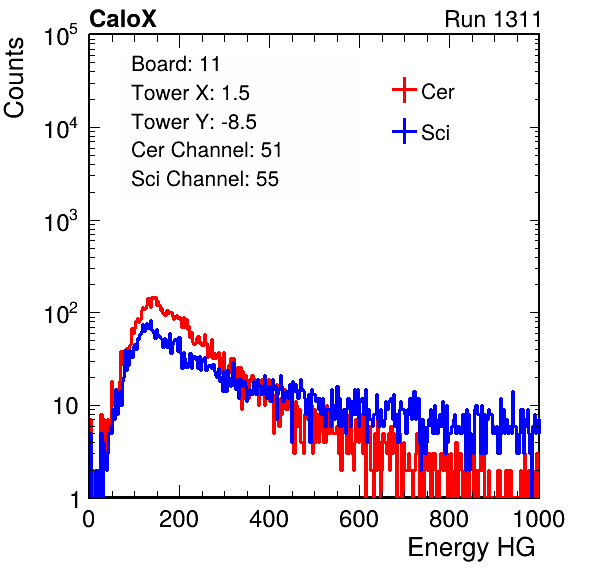 CaloX Run 1311
Counts
Board: 11
Tower X: 1.5
Tower Y: -8.5
Cer Channel: 51
Sci Channel: 55
Cer
Sci
10^5
10^4
10^3
10^2
10
1
0 200 400 600 800 1000
Energy HG